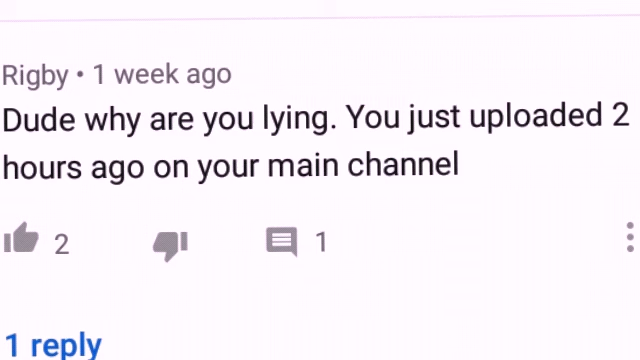 Rigby • 1 week ago
Dude why are you lying. You just uploaded 2
hours ago on your main channel
2 1
1 reply